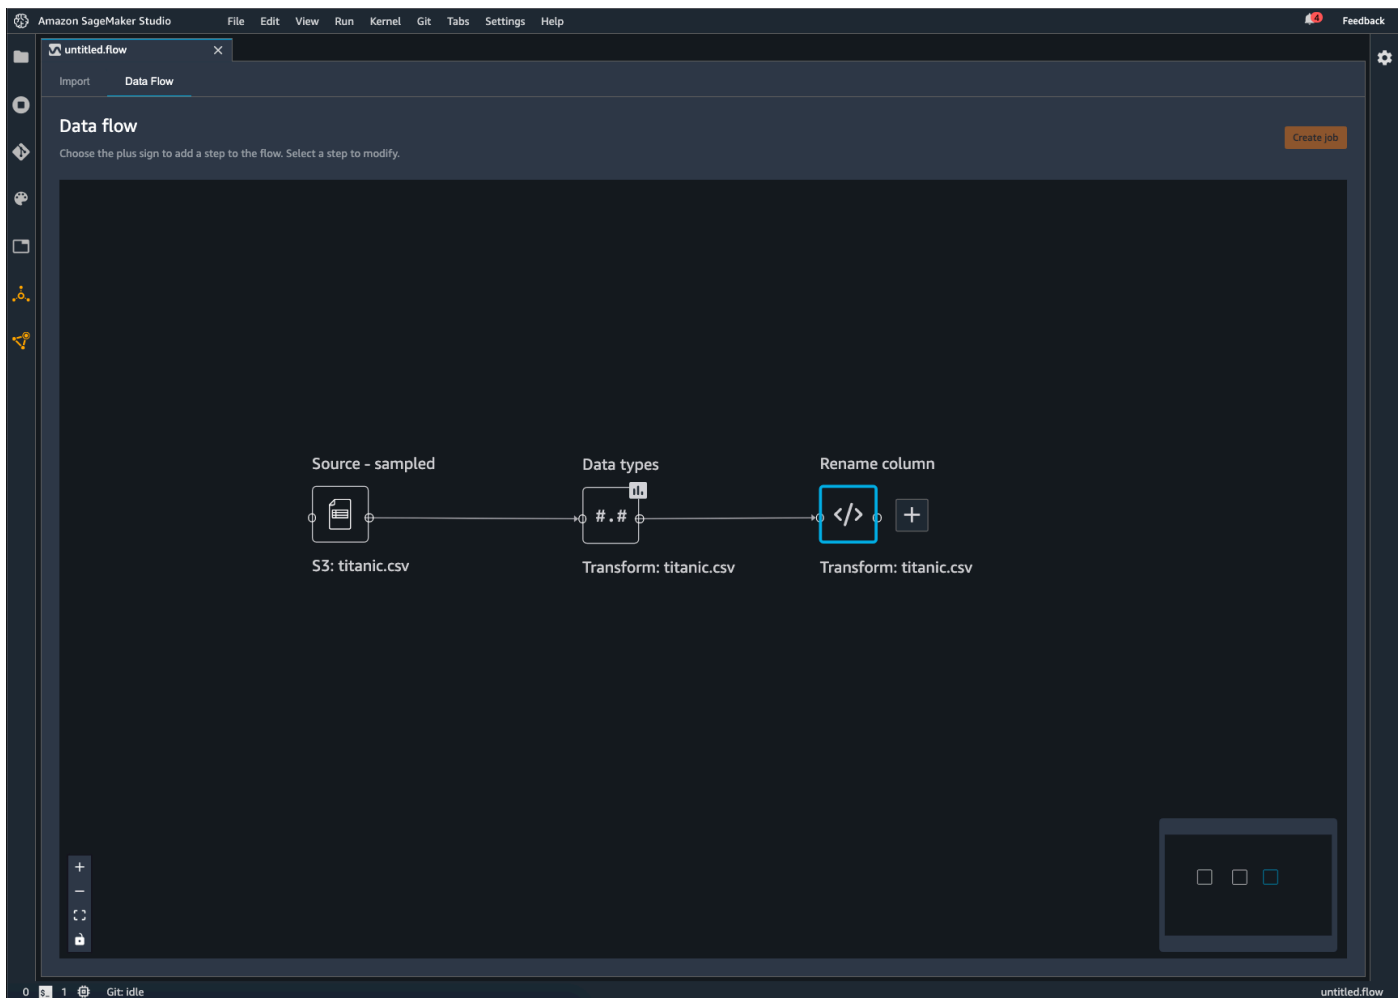 Amazon SageMaker Studio File Edit View Run Kernel Git Tabs Settings Help 4 Feedback
untitled.flow
Import Data Flow
Data flow
Create job
Choose the plus sign to add a step to the flow. Select a step to modify.
Source - sampled Data types Rename column
#.# </> +
S3: titanic.csv Transform: titanic.csv Transform: titanic.csv
0 $_ 1 Git: idle untitled.flow